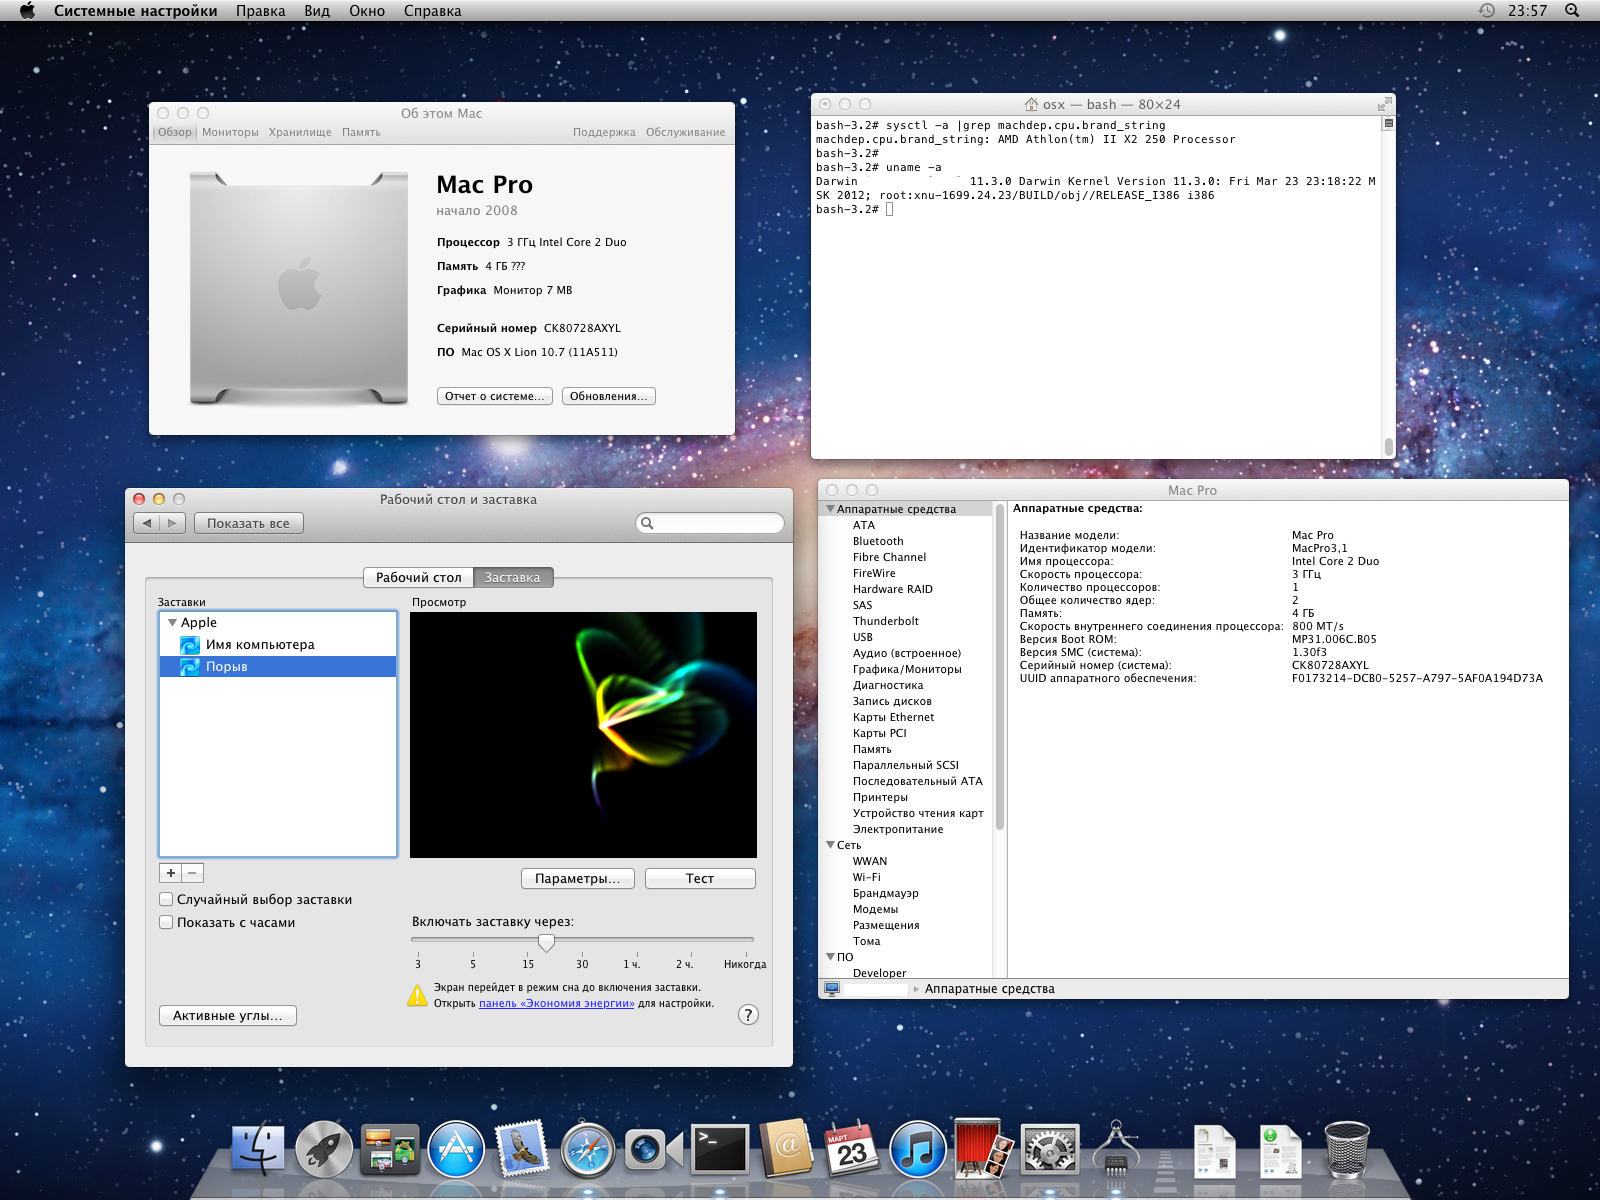 Системные настройки Правка Вид Окно Справка 23:57
Об этом Mac
Обзор Мониторы Хранилище Память Поддержка Обслуживание
Mac Pro
начало 2008
Процессор 3 ГГц Intel Core 2 Duo
Память 4 ГБ ???
Графика Монитор 7 MB
Серийный номер CK80728AXYL
ПО Mac OS X Lion 10.7 (11A511)
Отчет о системе... Обновления...
osx — bash — 80×24
bash-3.2# sysctl -a |grep machdep.cpu.brand_string
machdep.cpu.brand_string: AMD Athlon(tm) II X2 250 Processor
bash-3.2#
bash-3.2# uname -a
Darwin 11.3.0 Darwin Kernel Version 11.3.0: Fri Mar 23 23:18:22 M
SK 2012; root:xnu-1699.24.23/BUILD/obj//RELEASE_I386 i386
bash-3.2#
Рабочий стол и заставка
Показать все
Рабочий стол Заставка
Заставки
Просмотр
Apple
Имя компьютера
Порыв
+ −
Случайный выбор заставки
Показать с часами
Параметры... Тест
Включать заставку через:
3 5 15 30 1 ч. 2 ч. Никогда
Экран перейдет в режим сна до включения заставки.
Открыть панель «Экономия энергии» для настройки.
Активные углы...
?
Mac Pro
Аппаратные средства
ATA
Bluetooth
Fibre Channel
FireWire
Hardware RAID
SAS
Thunderbolt
USB
Аудио (встроенное)
Графика/Мониторы
Диагностика
Запись дисков
Карты Ethernet
Карты PCI
Память
Параллельный SCSI
Последовательный ATA
Принтеры
Устройство чтения карт
Электропитание
Сеть
WWAN
Wi-Fi
Брандмауэр
Модемы
Размещения
Тома
ПО
Developer
Аппаратные средства:
Название модели: Mac Pro
Идентификатор модели: MacPro3,1
Имя процессора: Intel Core 2 Duo
Скорость процессора: 3 ГГц
Количество процессоров: 1
Общее количество ядер: 2
Память: 4 ГБ
Скорость внутреннего соединения процессора: 800 MT/s
Версия Boot ROM: MP31.006C.B05
Версия SMC (система): 1.30f3
Серийный номер (система): CK80728AXYL
UUID аппаратного обеспечения: F0173214-DCB0-5257-A797-5AF0A194D73A
Аппаратные средства
>_
@
МАРТ
23